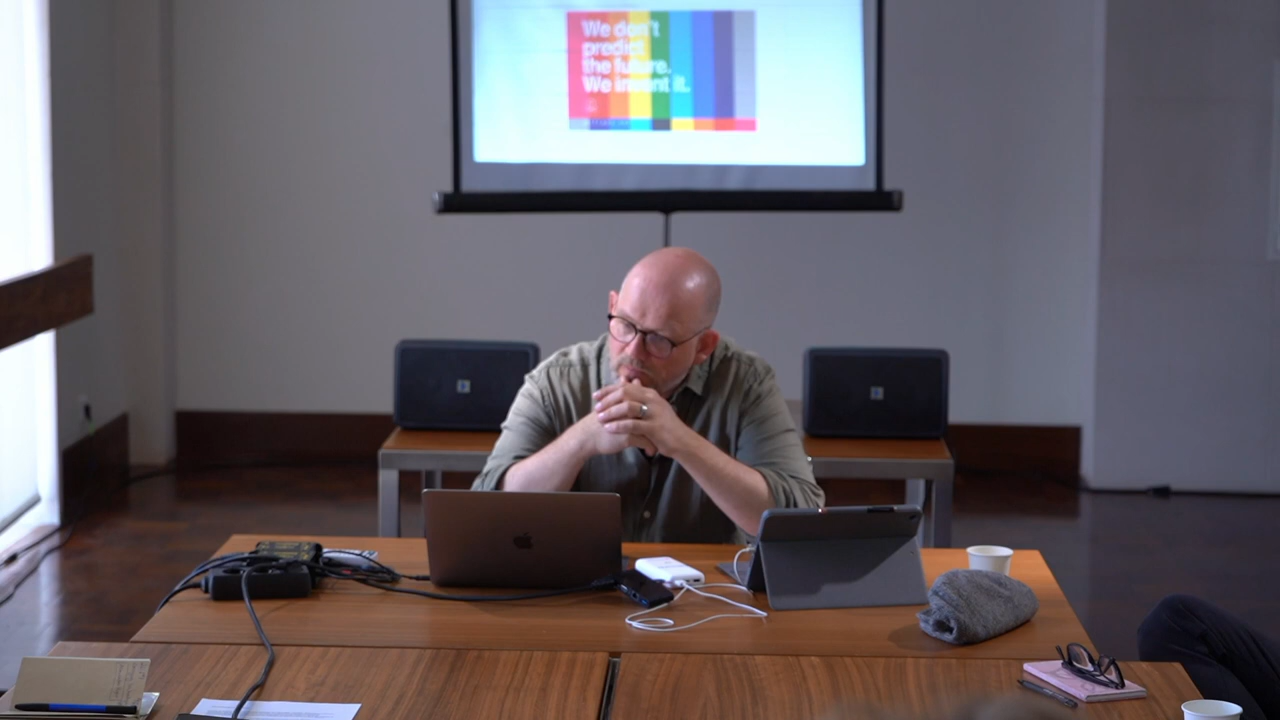 We don't
predict
the future.
We invent it.